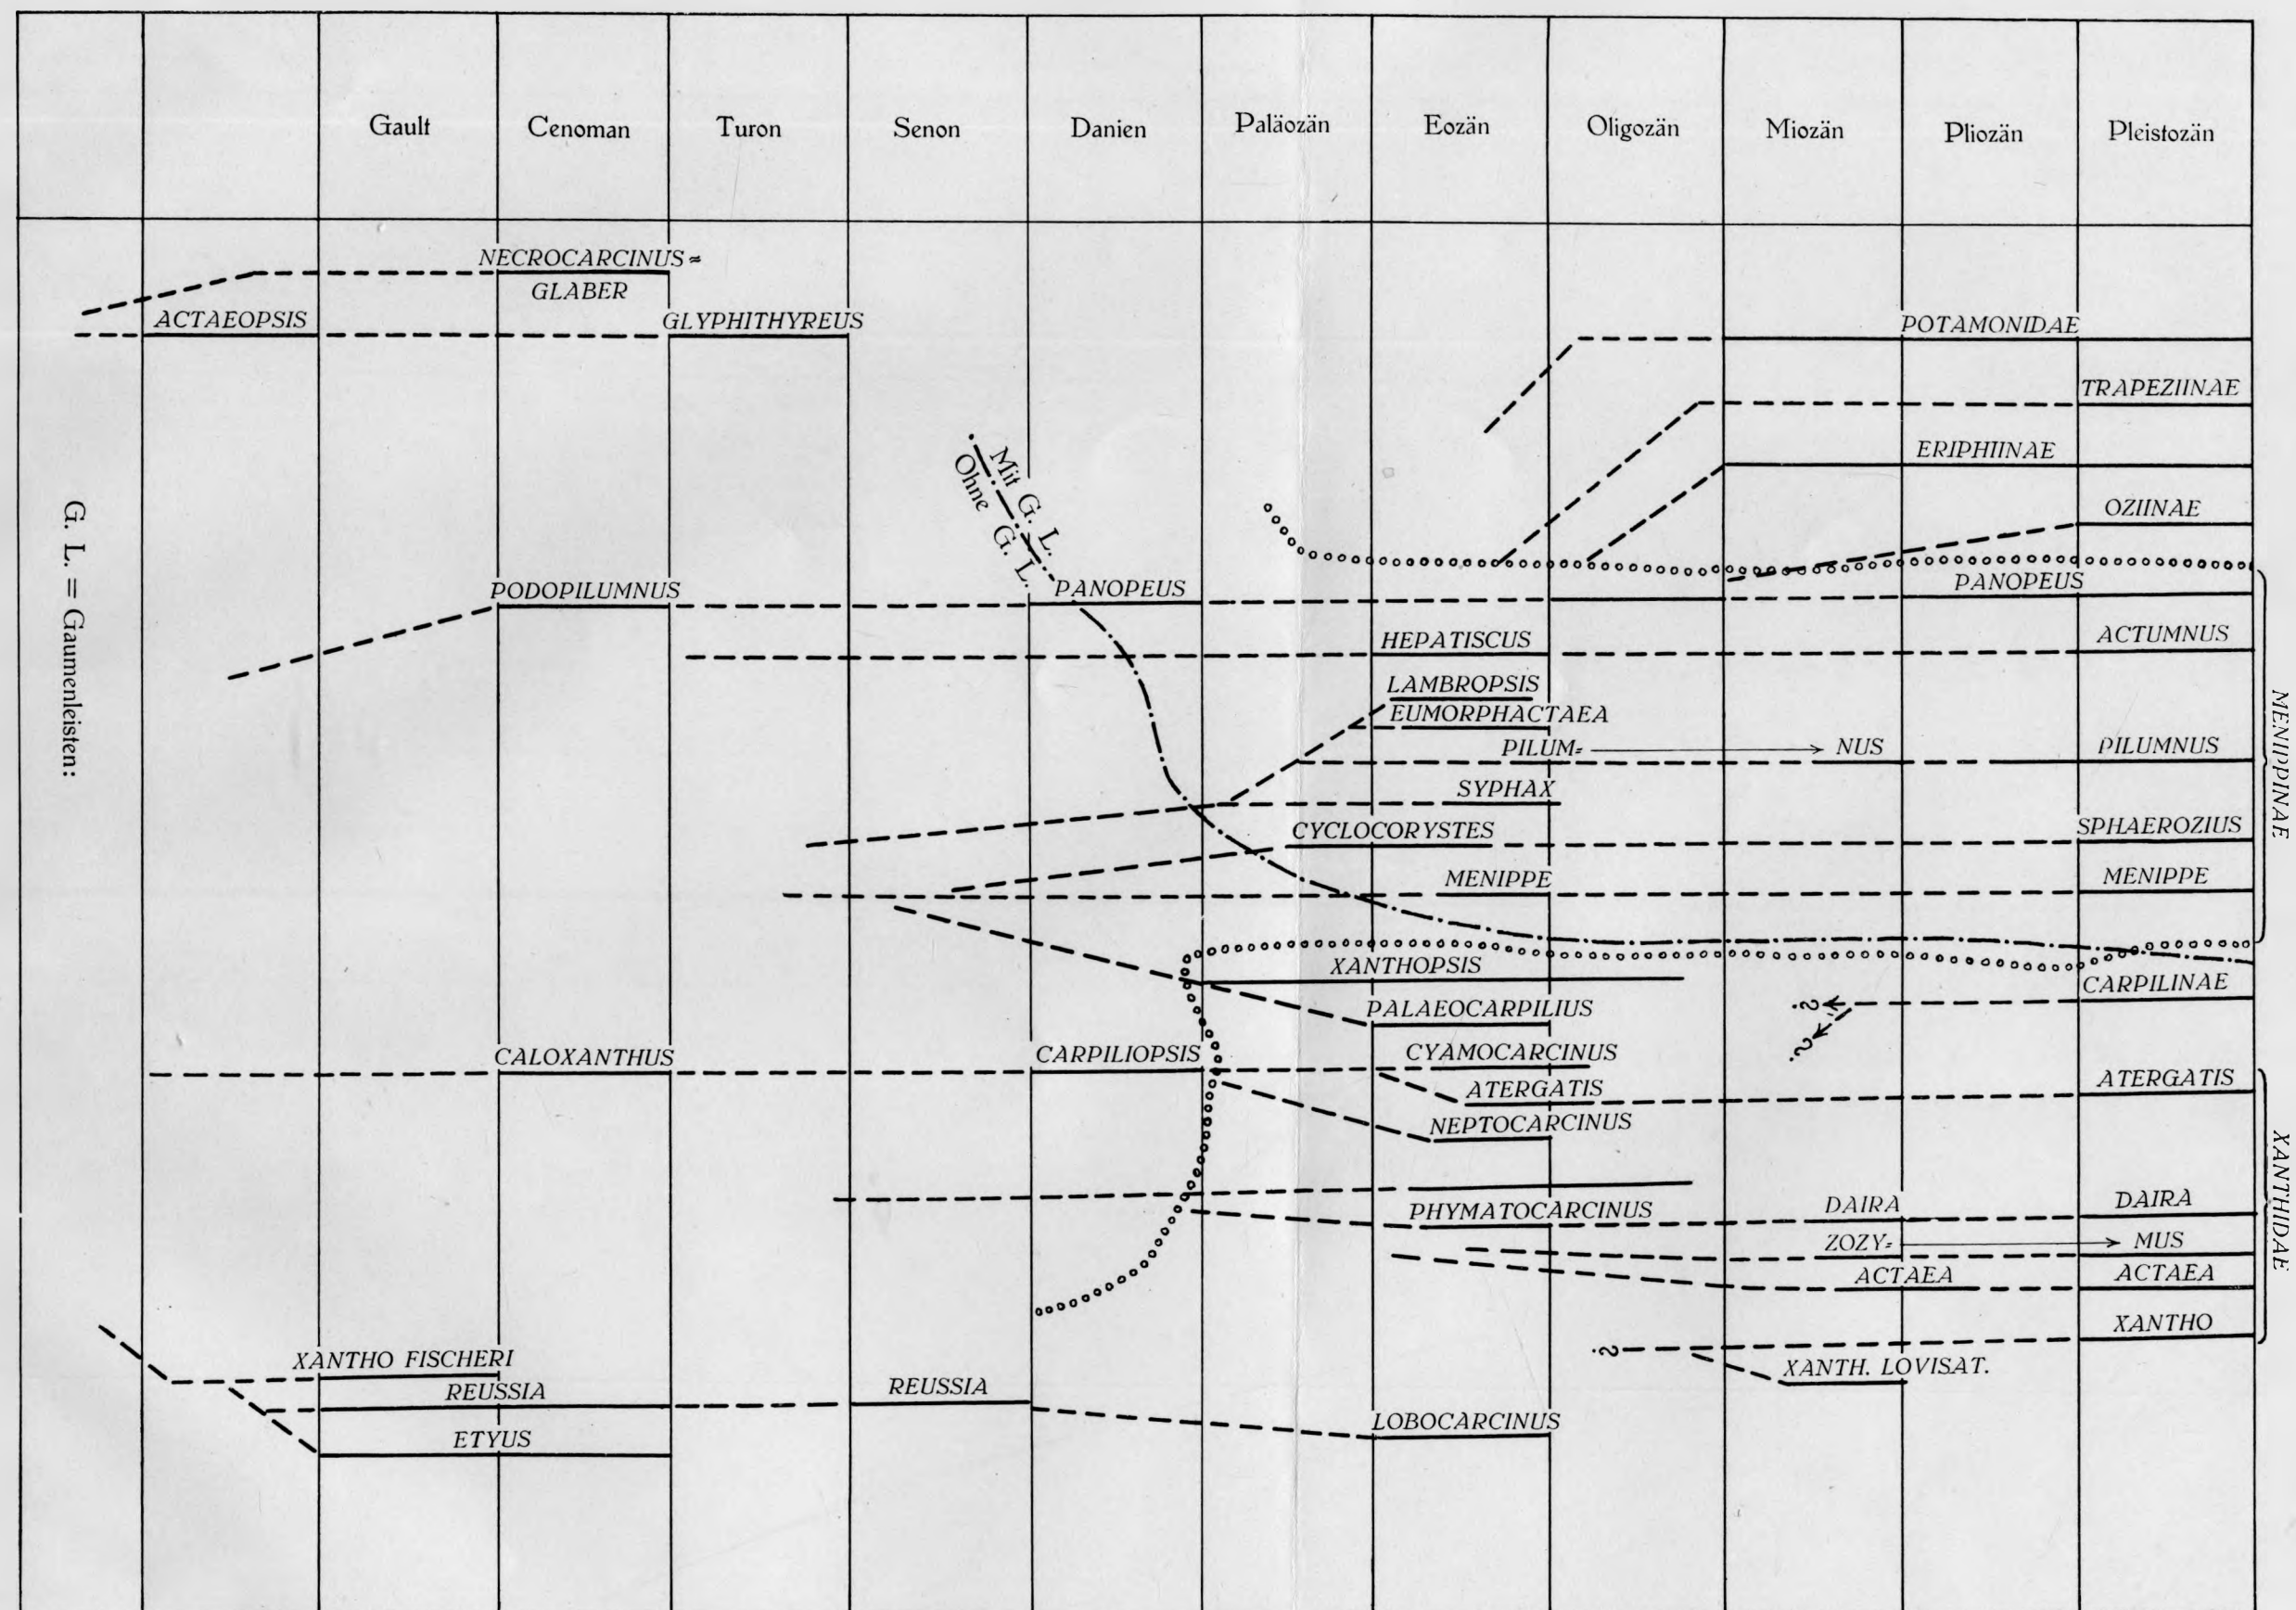 Gault Cenoman Turon Senon Danien Paläozän Eozän Oligozän Miozän Pliozän Pleistozän
NECROCARCINUS=
GLABER
ACTAEOPSIS GLYPHITHYREUS POTAMONIDAE
TRAPEZIINAE
ERIPHIINAE
Mit G. L.
Ohne G. L.
OZIINAE
G. L. = Gaumenleisten:
PODOPILUMNUS PANOPEUS PANOPEUS
HEPATISCUS ACTUMNUS
LAMBROPSIS
EUMORPHACTAEA
PILUM= NUS PILUMNUS
MENIPPINAE
SYPHAX
CYCLOCORYSTES SPHAEROZIUS
MENIPPE MENIPPE
XANTHOPSIS
CARPILINAE
?
PALAEOCARPILIUS
?
CALOXANTHUS CARPILIOPSIS CYAMOCARCINUS
ATERGATIS ATERGATIS
NEPTOCARCINUS
XANTHIDAE
PHYMATOCARCINUS DAIRA DAIRA
ZOZY= MUS
ACTAEA ACTAEA
XANTHO
?
XANTHO FISCHERI XANTH. LOVISAT.
REUSSIA REUSSIA
LOBOCARCINUS
ETYUS